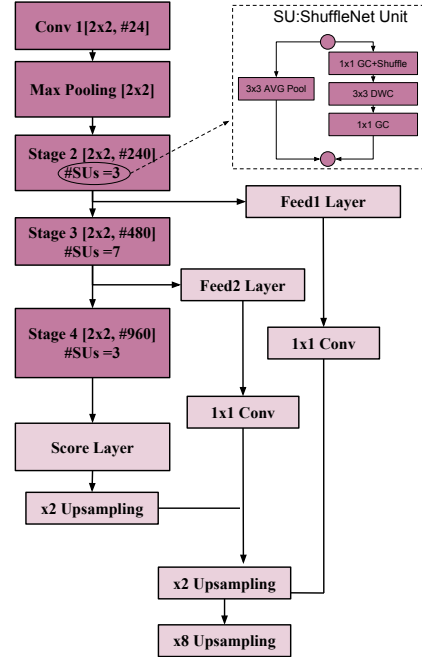 Conv 1[2x2, #24]
Max Pooling [2x2]
Stage 2 [2x2, #240]
#SUs =3
Stage 3 [2x2, #480]
#SUs =7
Stage 4 [2x2, #960]
#SUs =3
Score Layer
x2 Upsampling
SU:ShuffleNet Unit
3x3 AVG Pool
1x1 GC+Shuffle
3x3 DWC
1x1 GC
Feed1 Layer
Feed2 Layer
1x1 Conv
1x1 Conv
x2 Upsampling
x8 Upsampling